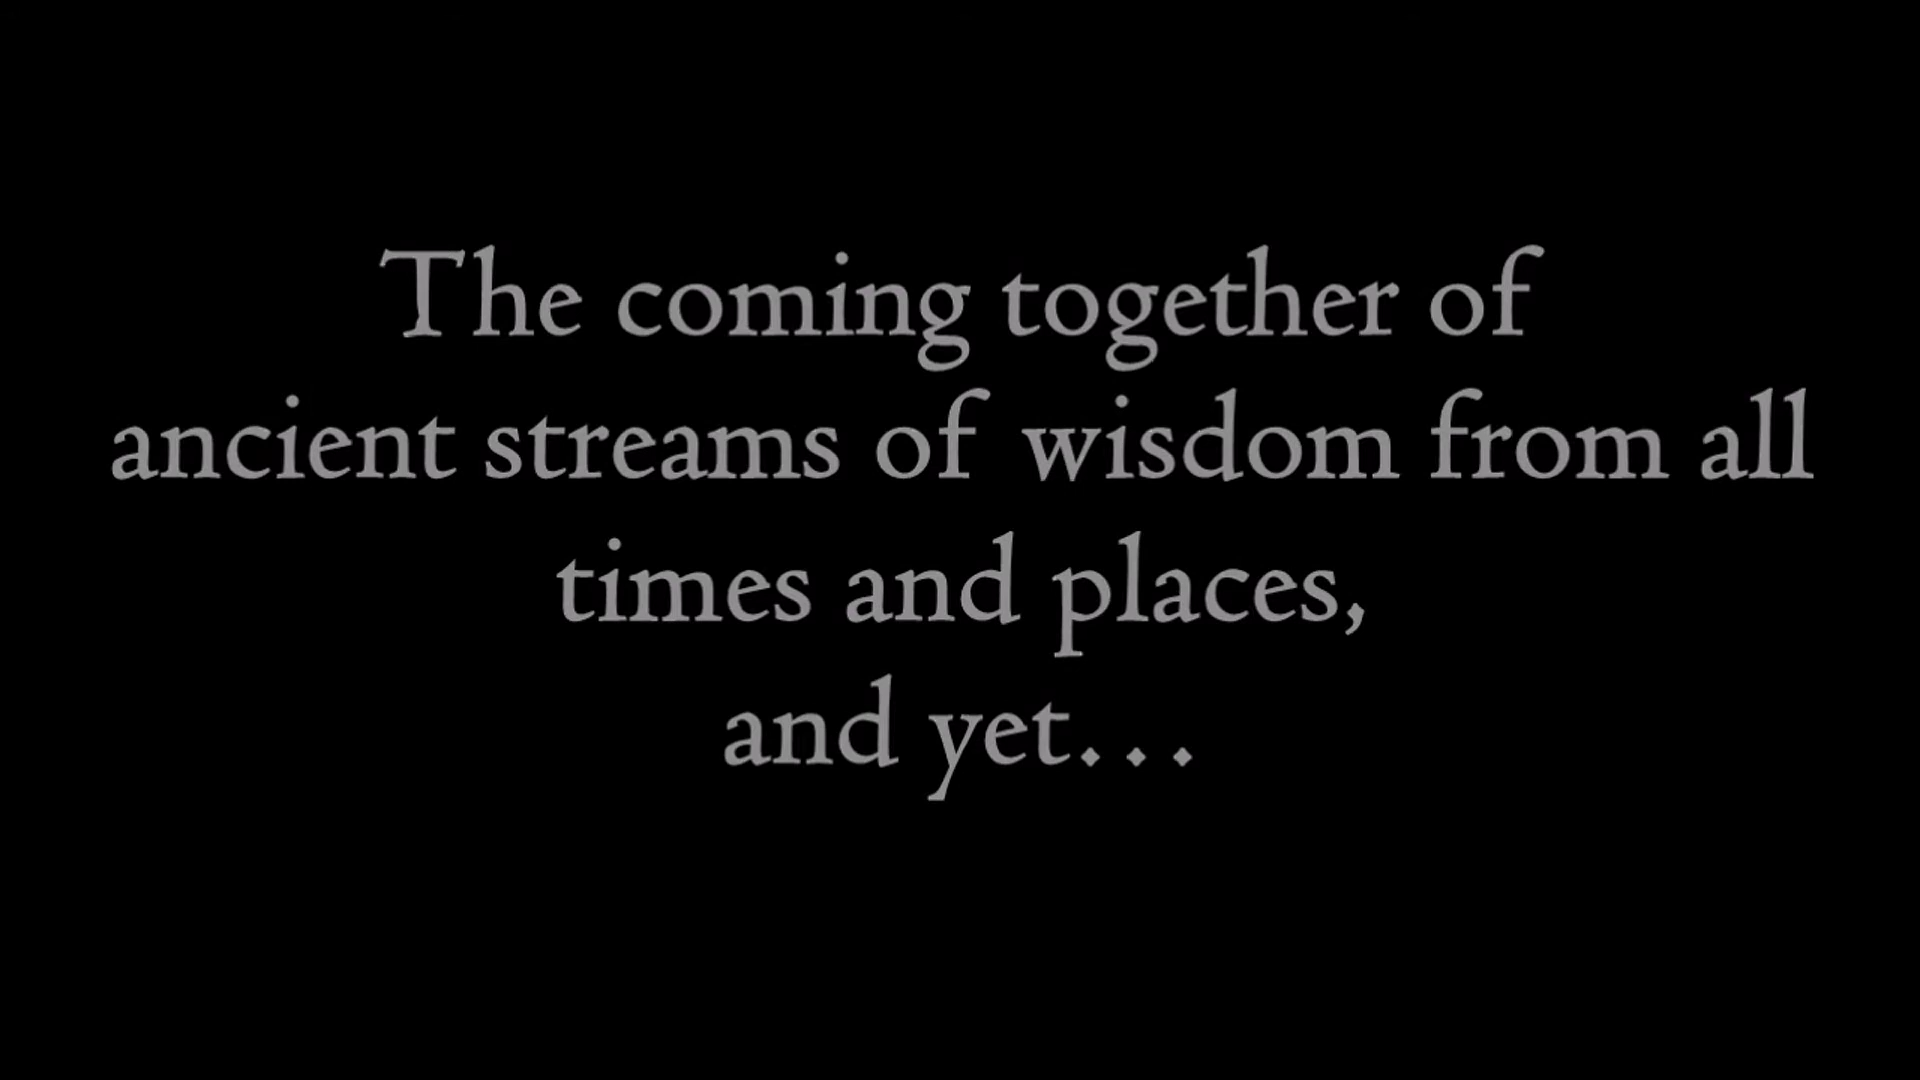 The coming together of
ancient streams of wisdom from all
times and places,
and yet...